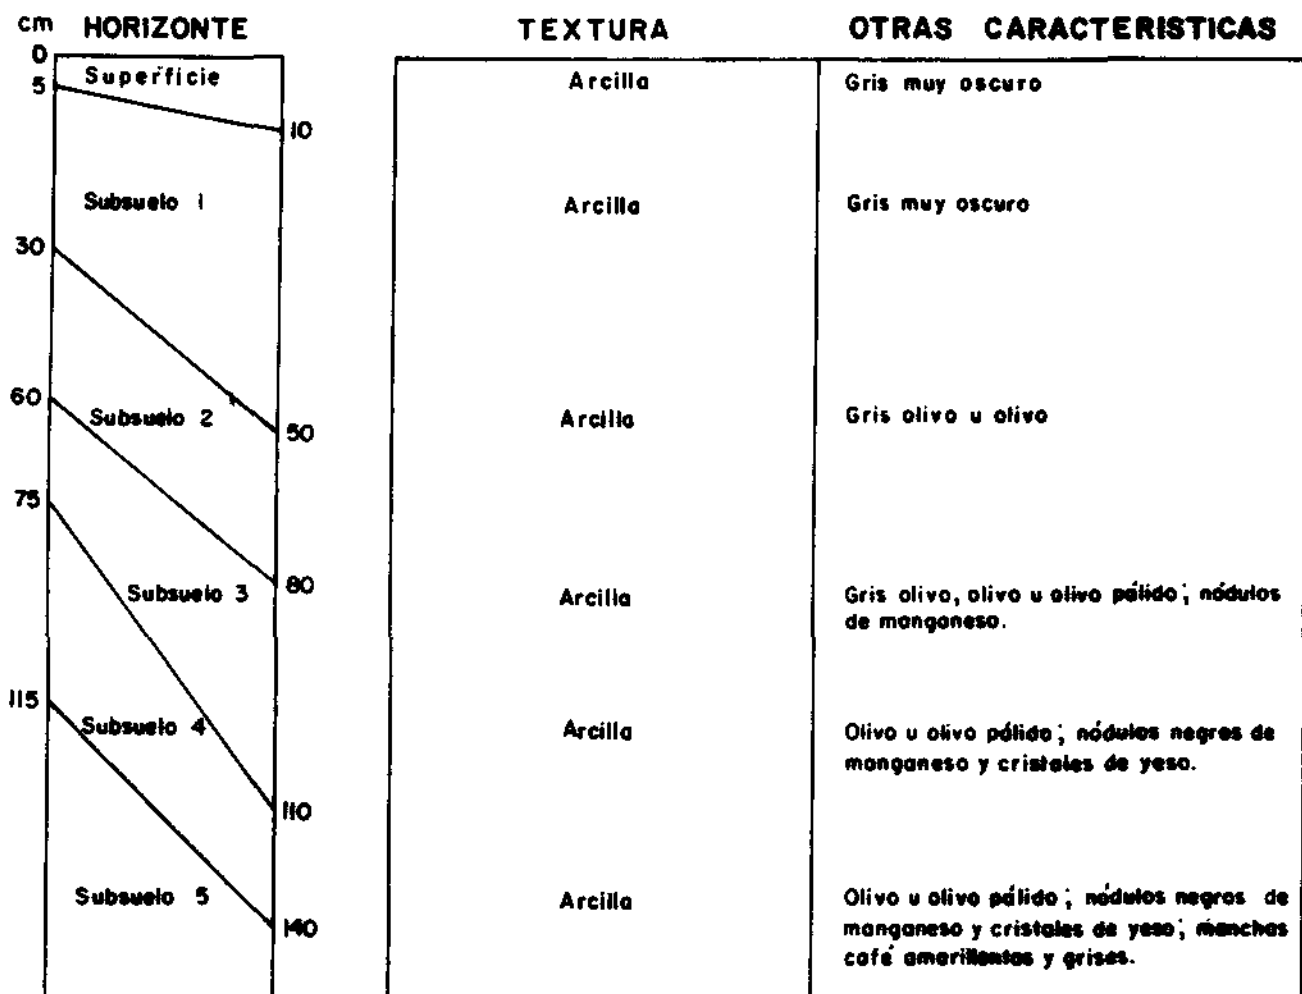 cm HORIZONTE TEXTURA OTRAS CARACTERISTICAS
0
Superficie Arcilla Gris muy oscuro
5
10
Subsuelo 1 Arcilla Gris muy oscuro
30
60
Subsuelo 2 Arcilla Gris olivo u olivo
50
75
Subsuelo 3 80 Arcilla Gris olivo, olivo u olivo pálido; nódulos
de manganeso.
115
Subsuelo 4 Arcilla Olivo u olivo pálido; nódulos negros de
manganeso y cristales de yeso.
110
Subsuelo 5 Arcilla Olivo u olivo pálido; nódulos negros de
140 manganeso y cristales de yeso; manchas
café amarillentas y grises.